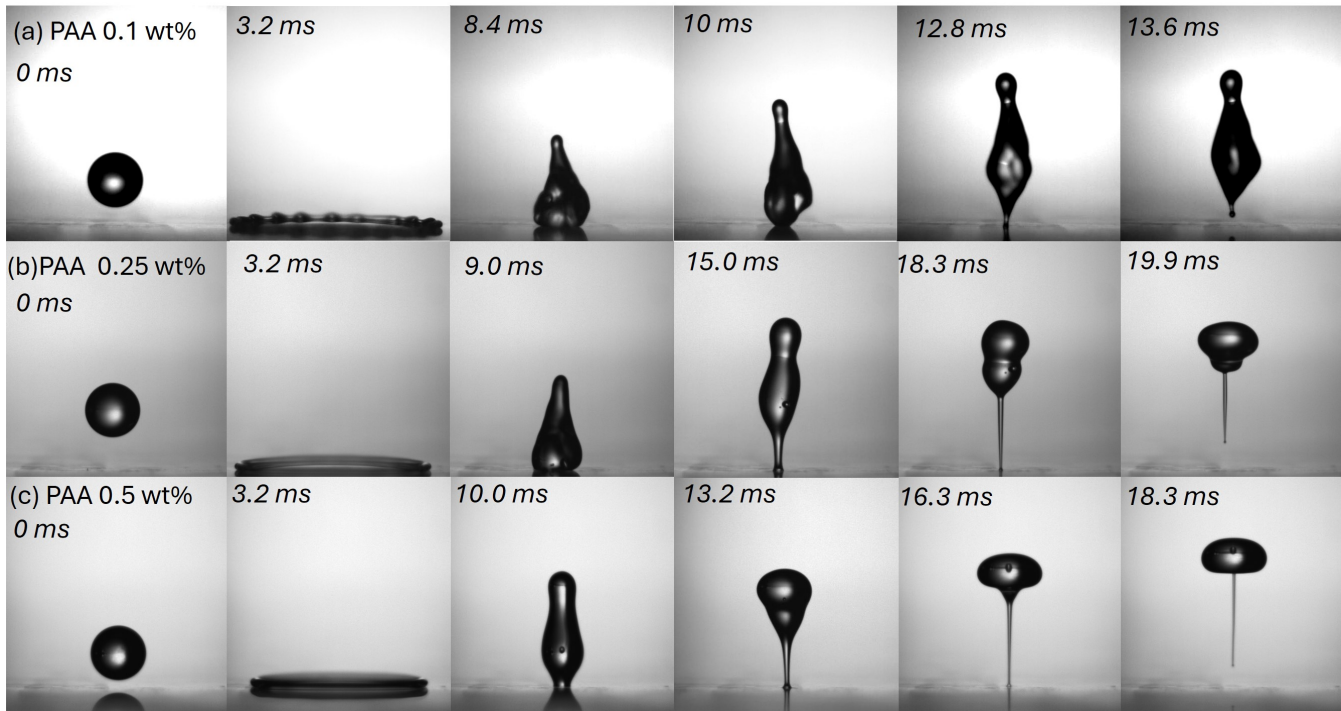 (a) PAA 0.1 wt%
0 ms
3.2 ms
8.4 ms
10 ms
12.8 ms
13.6 ms
(b)PAA 0.25 wt%
0 ms
3.2 ms
9.0 ms
15.0 ms
18.3 ms
19.9 ms
(c) PAA 0.5 wt%
0 ms
3.2 ms
10.0 ms
13.2 ms
16.3 ms
18.3 ms